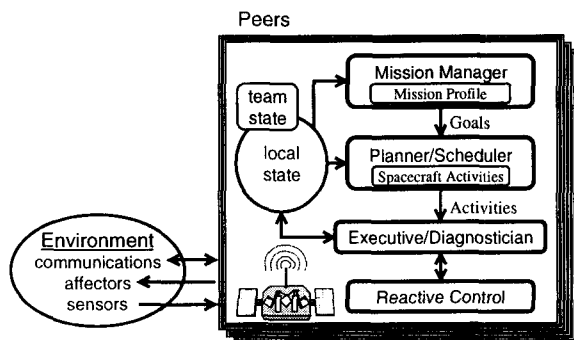 Peers
Mission Manager
Mission Profile
team
state
Goals
local
state
Planner/Scheduler
Spacecraft Activities
Activities
Executive/Diagnostician
Environment
communications
affectors
sensors
Reactive Control